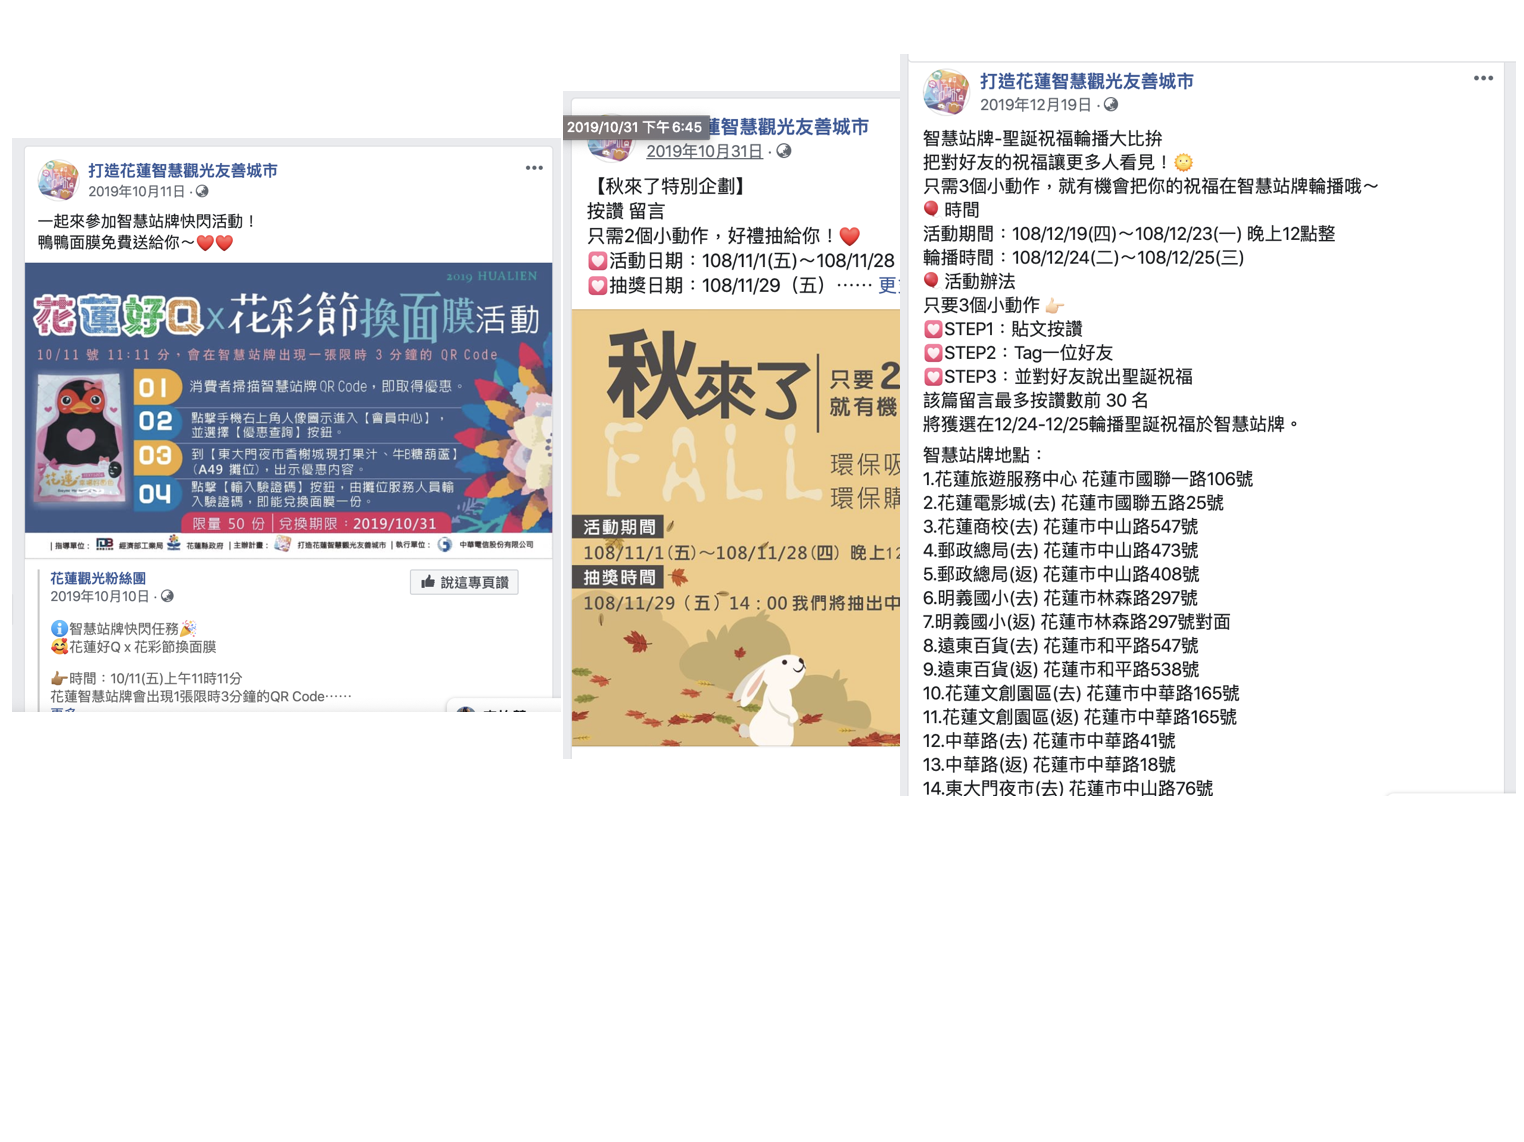 打造花蓮智慧觀光友善城市
2019年10月11日 ·
一起來參加智慧站牌快閃活動！
鴨鴨面膜免費送給你～❤️❤️
2019 HUALIEN
花蓮好Q x 花彩節換面膜活動
10/11 號 11:11 分，會在智慧站牌出現一張限時 3 分鐘的 QR Code
01 消費者掃描智慧站牌 QR Code，即取得優惠。
02 點擊手機右上角人像圖示進入【會員中心】，
並選擇【優惠查詢】按鈕。
03 到【東大門夜市香榭城現打果汁、牛B糖葫蘆】
（A49 攤位），出示優惠內容。
04 點擊【輸入驗證碼】按鈕，由攤位服務人員輸
入驗證碼，即能兌換面膜一份。
限量 50 份｜兌換期限：2019/10/31
| 指導單位： IDB 經濟部工業局 花蓮縣政府 | 主辦計畫： 打造花蓮智慧觀光友善城市 | 執行單位： 中華電信股份有限公司
花蓮觀光粉絲團
2019年10月10日 ·
說這專頁讚
ℹ️智慧站牌快閃任務🎉
🥰花蓮好Q x 花彩節換面膜
👉🏽時間：10/11(五)上午11時11分
花蓮智慧站牌會出現1張限時3分鐘的QR Code⋯⋯
更多
2019/10/31 下午6:45
蓮智慧觀光友善城市
2019年10月31日 ·
【秋來了特別企劃】
按讚 留言
只需2個小動作，好禮抽給你！❤️
💟活動日期：108/11/1(五)～108/11/28
💟抽獎日期：108/11/29（五）⋯⋯ 更
秋來了
只要 2
就有機
FALL
環保吸
環保購
活動期間
108/11/1(五)～108/11/28(四) 晚上12
抽獎時間
108/11/29（五）14：00 我們將抽出中
打造花蓮智慧觀光友善城市
2019年12月19日 ·
智慧站牌-聖誕祝福輪播大比拚
把對好友的祝福讓更多人看見！🌞
只需3個小動作，就有機會把你的祝福在智慧站牌輪播哦～
🎈 時間
活動期間：108/12/19(四)～108/12/23(一) 晚上12點整
輪播時間：108/12/24(二)～108/12/25(三)
🎈 活動辦法
只要3個小動作 👉🏻
💟STEP1：貼文按讚
💟STEP2：Tag一位好友
💟STEP3：並對好友說出聖誕祝福
該篇留言最多按讚數前 30 名
將獲選在12/24-12/25輪播聖誕祝福於智慧站牌。
智慧站牌地點：
1.花蓮旅遊服務中心 花蓮市國聯一路106號
2.花蓮電影城(去) 花蓮市國聯五路25號
3.花蓮商校(去) 花蓮市中山路547號
4.郵政總局(去) 花蓮市中山路473號
5.郵政總局(返) 花蓮市中山路408號
6.明義國小(去) 花蓮市林森路297號
7.明義國小(返) 花蓮市林森路297號對面
8.遠東百貨(去) 花蓮市和平路547號
9.遠東百貨(返) 花蓮市和平路538號
10.花蓮文創園區(去) 花蓮市中華路165號
11.花蓮文創園區(返) 花蓮市中華路165號
12.中華路(去) 花蓮市中華路41號
13.中華路(返) 花蓮市中華路18號
14.東大門夜市(去) 花蓮市中山路76號